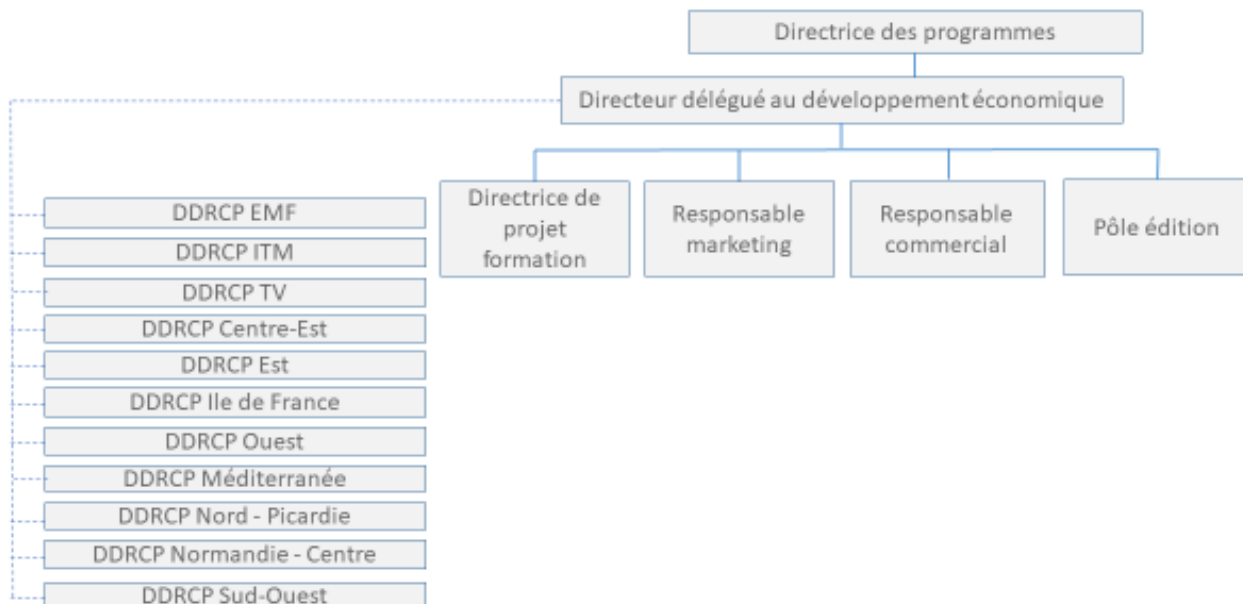 Directrice des programmes
Directeur délégué au développement économique
Directrice de
projet
formation
Responsable
marketing
Responsable
commercial
Pôle édition
DDRCP EMF
DDRCP ITM
DDRCP TV
DDRCP Centre-Est
DDRCP Est
DDRCP Ile de France
DDRCP Ouest
DDRCP Méditerranée
DDRCP Nord - Picardie
DDRCP Normandie - Centre
DDRCP Sud-Ouest